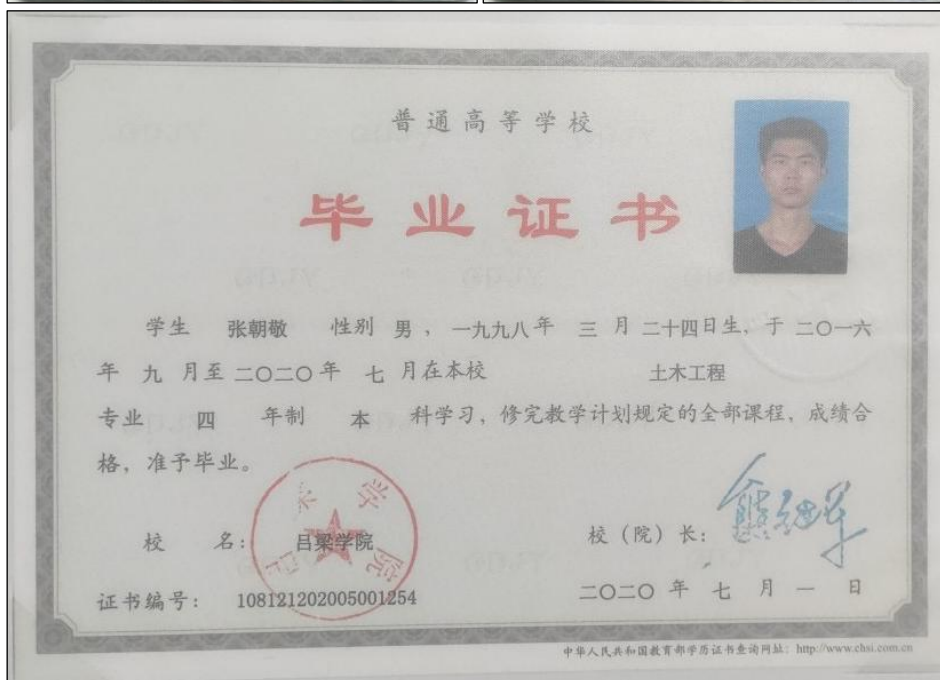 普通高等学校
毕业证书
学生 张朝敬 性别 男 ，一九九八年 三 月 二十四日生，于 二〇一六
年 九 月至 二〇二〇年 七 月在本校 土木工程
专业 四 年制 本 科学习，修完教学计划规定的全部课程，成绩合
格，准予毕业。
校 名： 吕梁学院
校（院）长：
证书编号： 108121202005001254
二〇二〇 年 七 月 一 日
中华人民共和国教育部学历证书查询网址：http://www.chsi.com.cn